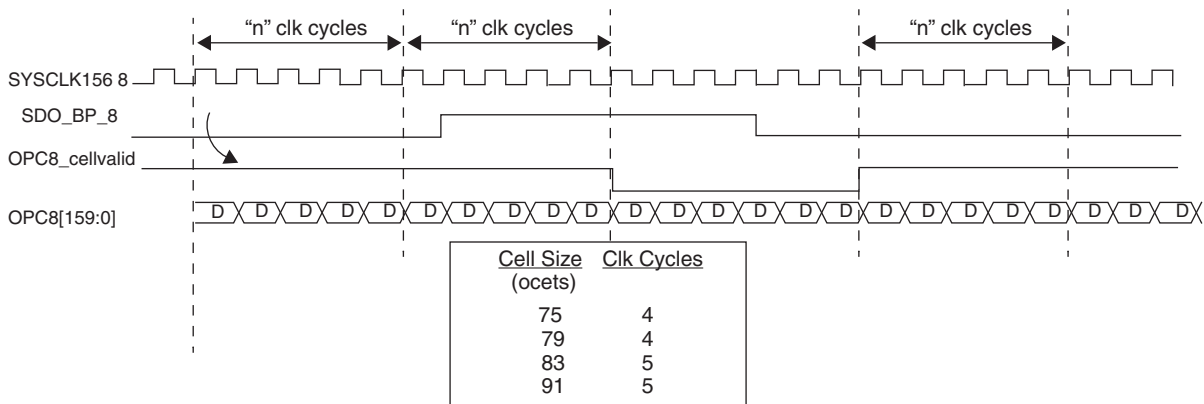 "n" clk cycles "n" clk cycles "n" clk cycles
SYSCLK156 8
SDO_BP_8
OPC8_cellvalid
OPC8[159:0] D D D D D D D D D D D D D D D D D D D D D D D D
Cell Size Clk Cycles
(ocets)
75 4
79 4
83 5
91 5